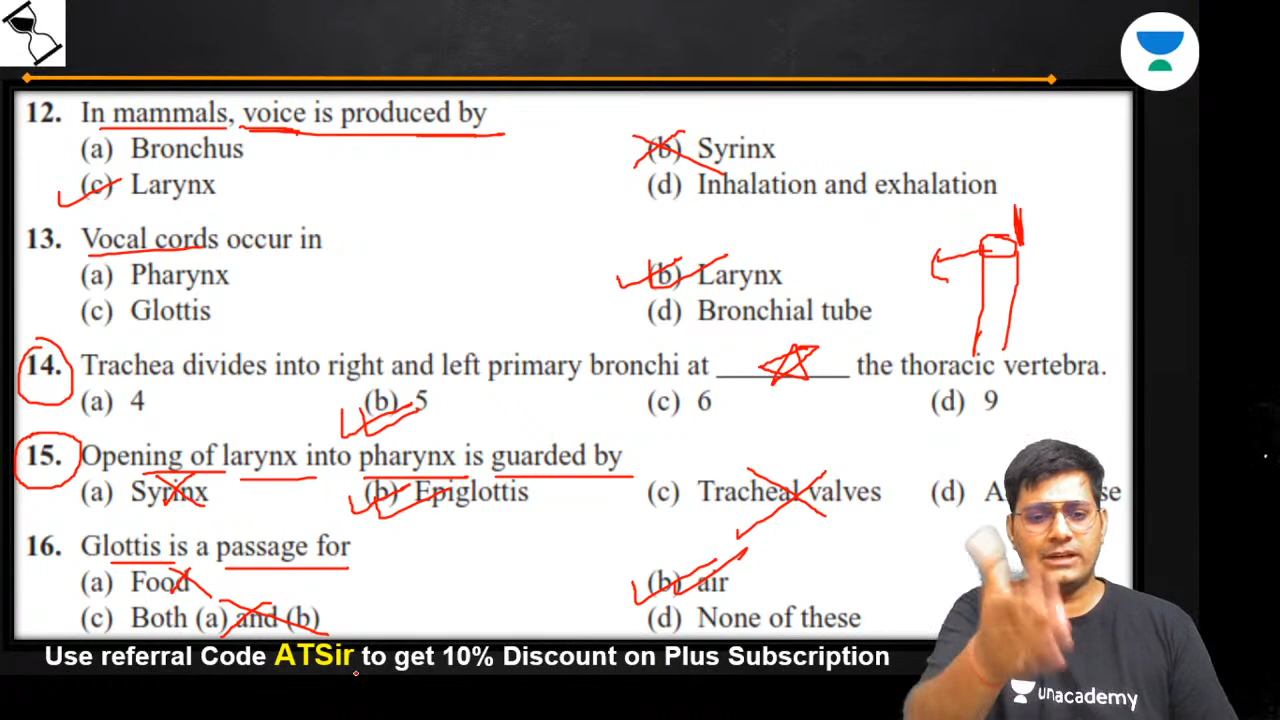 12. In mammals, voice is produced by
(a) Bronchus (b) Syrinx
(c) Larynx (d) Inhalation and exhalation
13. Vocal cords occur in
(a) Pharynx (b) Larynx
(c) Glottis (d) Bronchial tube
14. Trachea divides into right and left primary bronchi at __________ the thoracic vertebra.
(a) 4 (b) 5 (c) 6 (d) 9
15. Opening of larynx into pharynx is guarded by
(a) Syrinx (b) Epiglottis (c) Tracheal valves (d)
16. Glottis is a passage for
(a) Food (b) air
(c) Both (a) and (b) (d) None of these
Use referral Code ATSir to get 10% Discount on Plus Subscription
unacademy